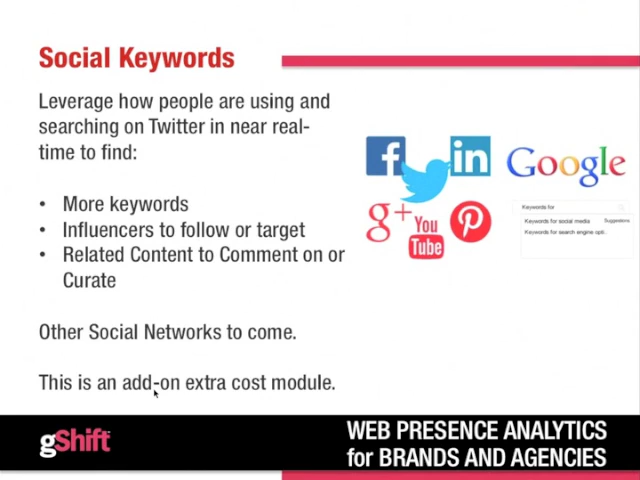 Social Keywords
Leverage how people are using and
searching on Twitter in near real-
time to find:
• More keywords
• Influencers to follow or target
• Related Content to Comment on or
Curate
Other Social Networks to come.
This is an add-on extra cost module.
f
in
g+
You
Tube
Google
Keywords for
Keywords for social media Suggestions
Keywords for search engine opti..
gShift
WEB PRESENCE ANALYTICS
for BRANDS AND AGENCIES